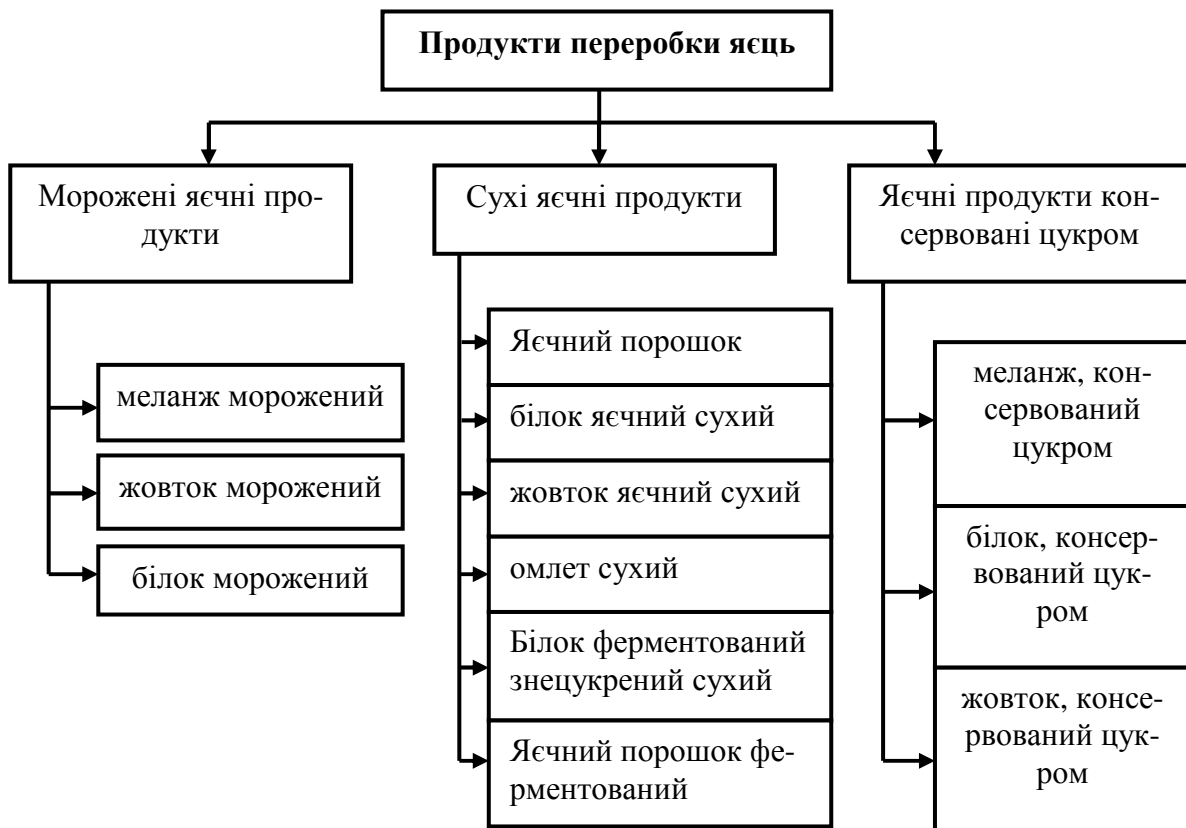 Продукти переробки яєць
Морожені яєчні про-
дукти
меланж морожений
жовток морожений
білок морожений
Сухі яєчні продукти
Яєчний порошок
білок яєчний сухий
жовток яєчний сухий
омлет сухий
Білок ферментований
знецукрений сухий
Яєчний порошок фе-
рментований
Яєчні продукти кон-
сервовані цукром
меланж, кон-
сервований
цукром
білок, консер-
вований цук-
ром
жовток, консе-
рвований цук-
ром